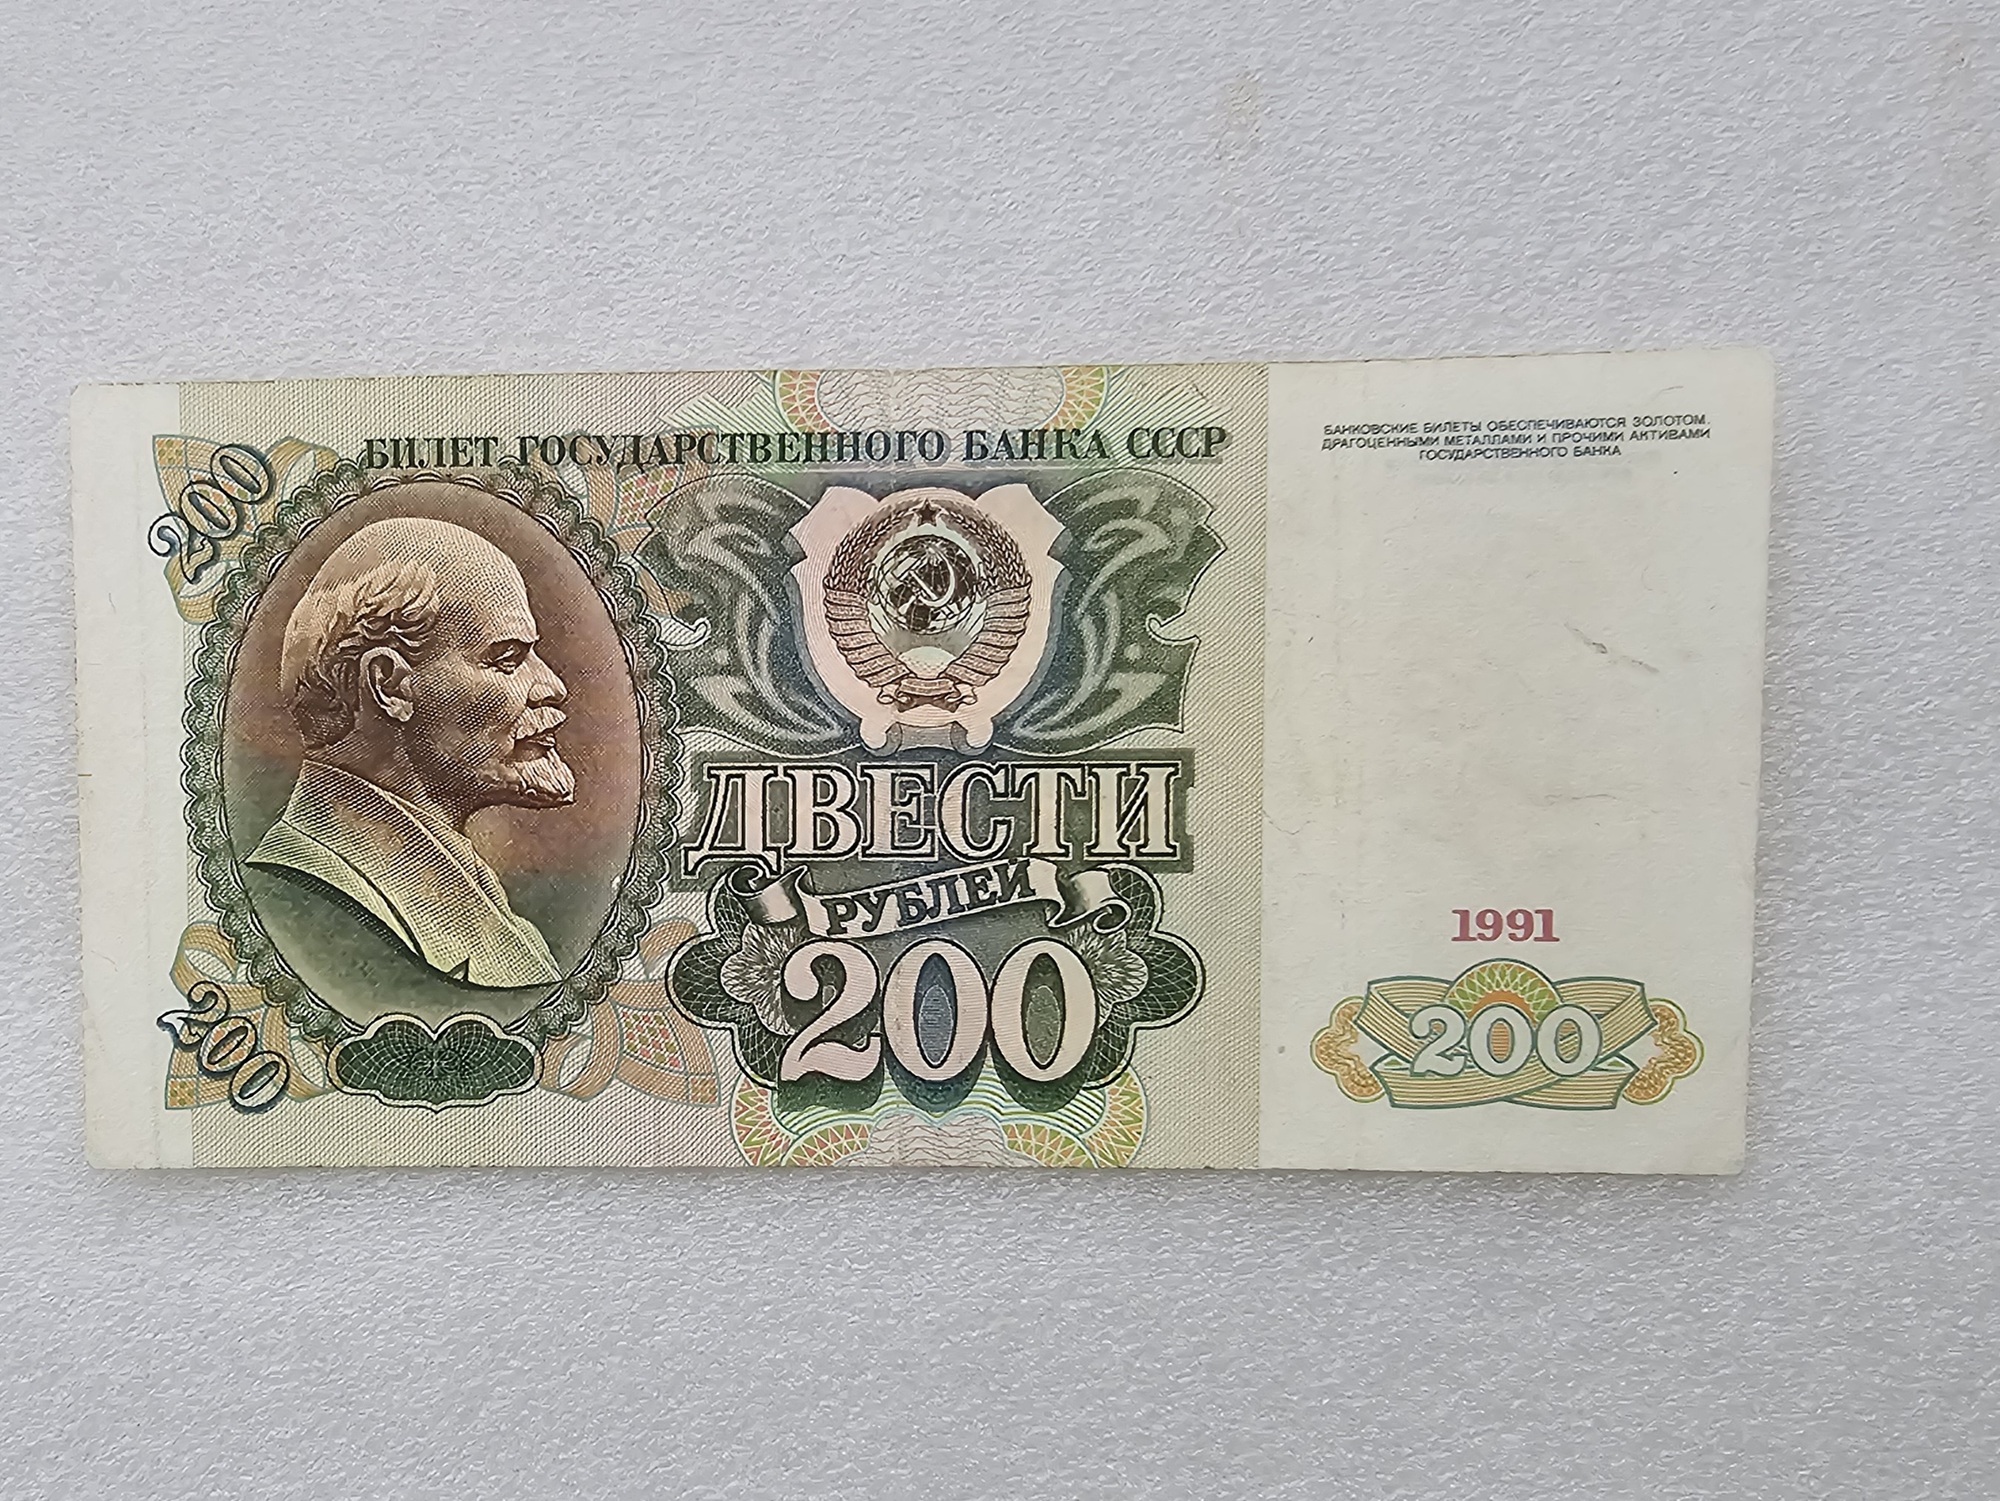 БИЛЕТ ГОСУДАРСТВЕННОГО БАНКА СССР
200
БАНКОВСКИЕ БИЛЕТЫ ОБЕСПЕЧИВАЮТСЯ ЗОЛОТОМ,
ДРАГОЦЕННЫМИ МЕТАЛЛАМИ И ПРОЧИМИ АКТИВАМИ
ГОСУДАРСТВЕННОГО БАНКА
ДВЕСТИ
РУБЛЕЙ
200
200
1991
200